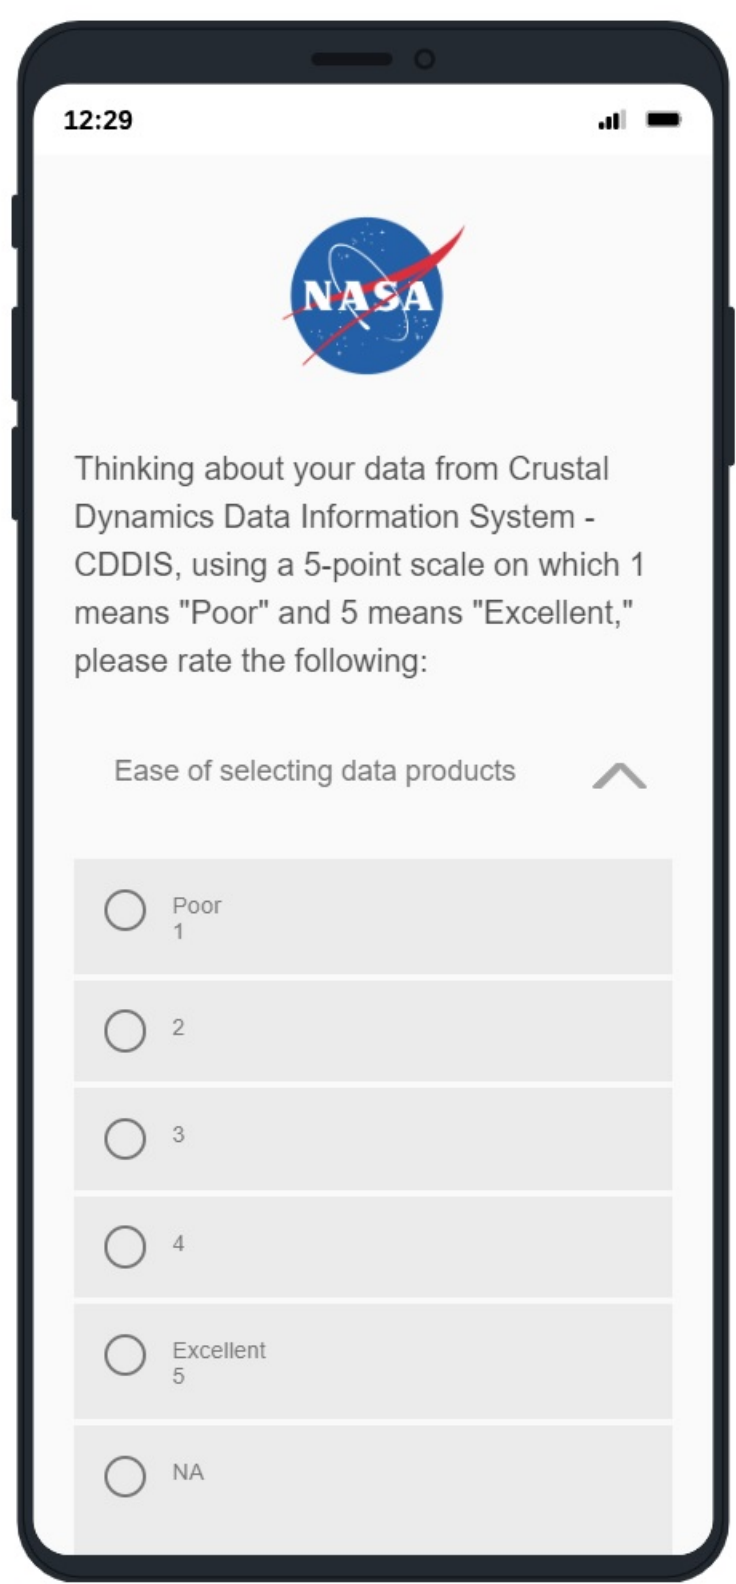 12:29
NASA
Thinking about your data from Crustal
Dynamics Data Information System -
CDDIS, using a 5-point scale on which 1
means "Poor" and 5 means "Excellent,"
please rate the following:
Ease of selecting data products
Poor
1
2
3
4
Excellent
5
NA